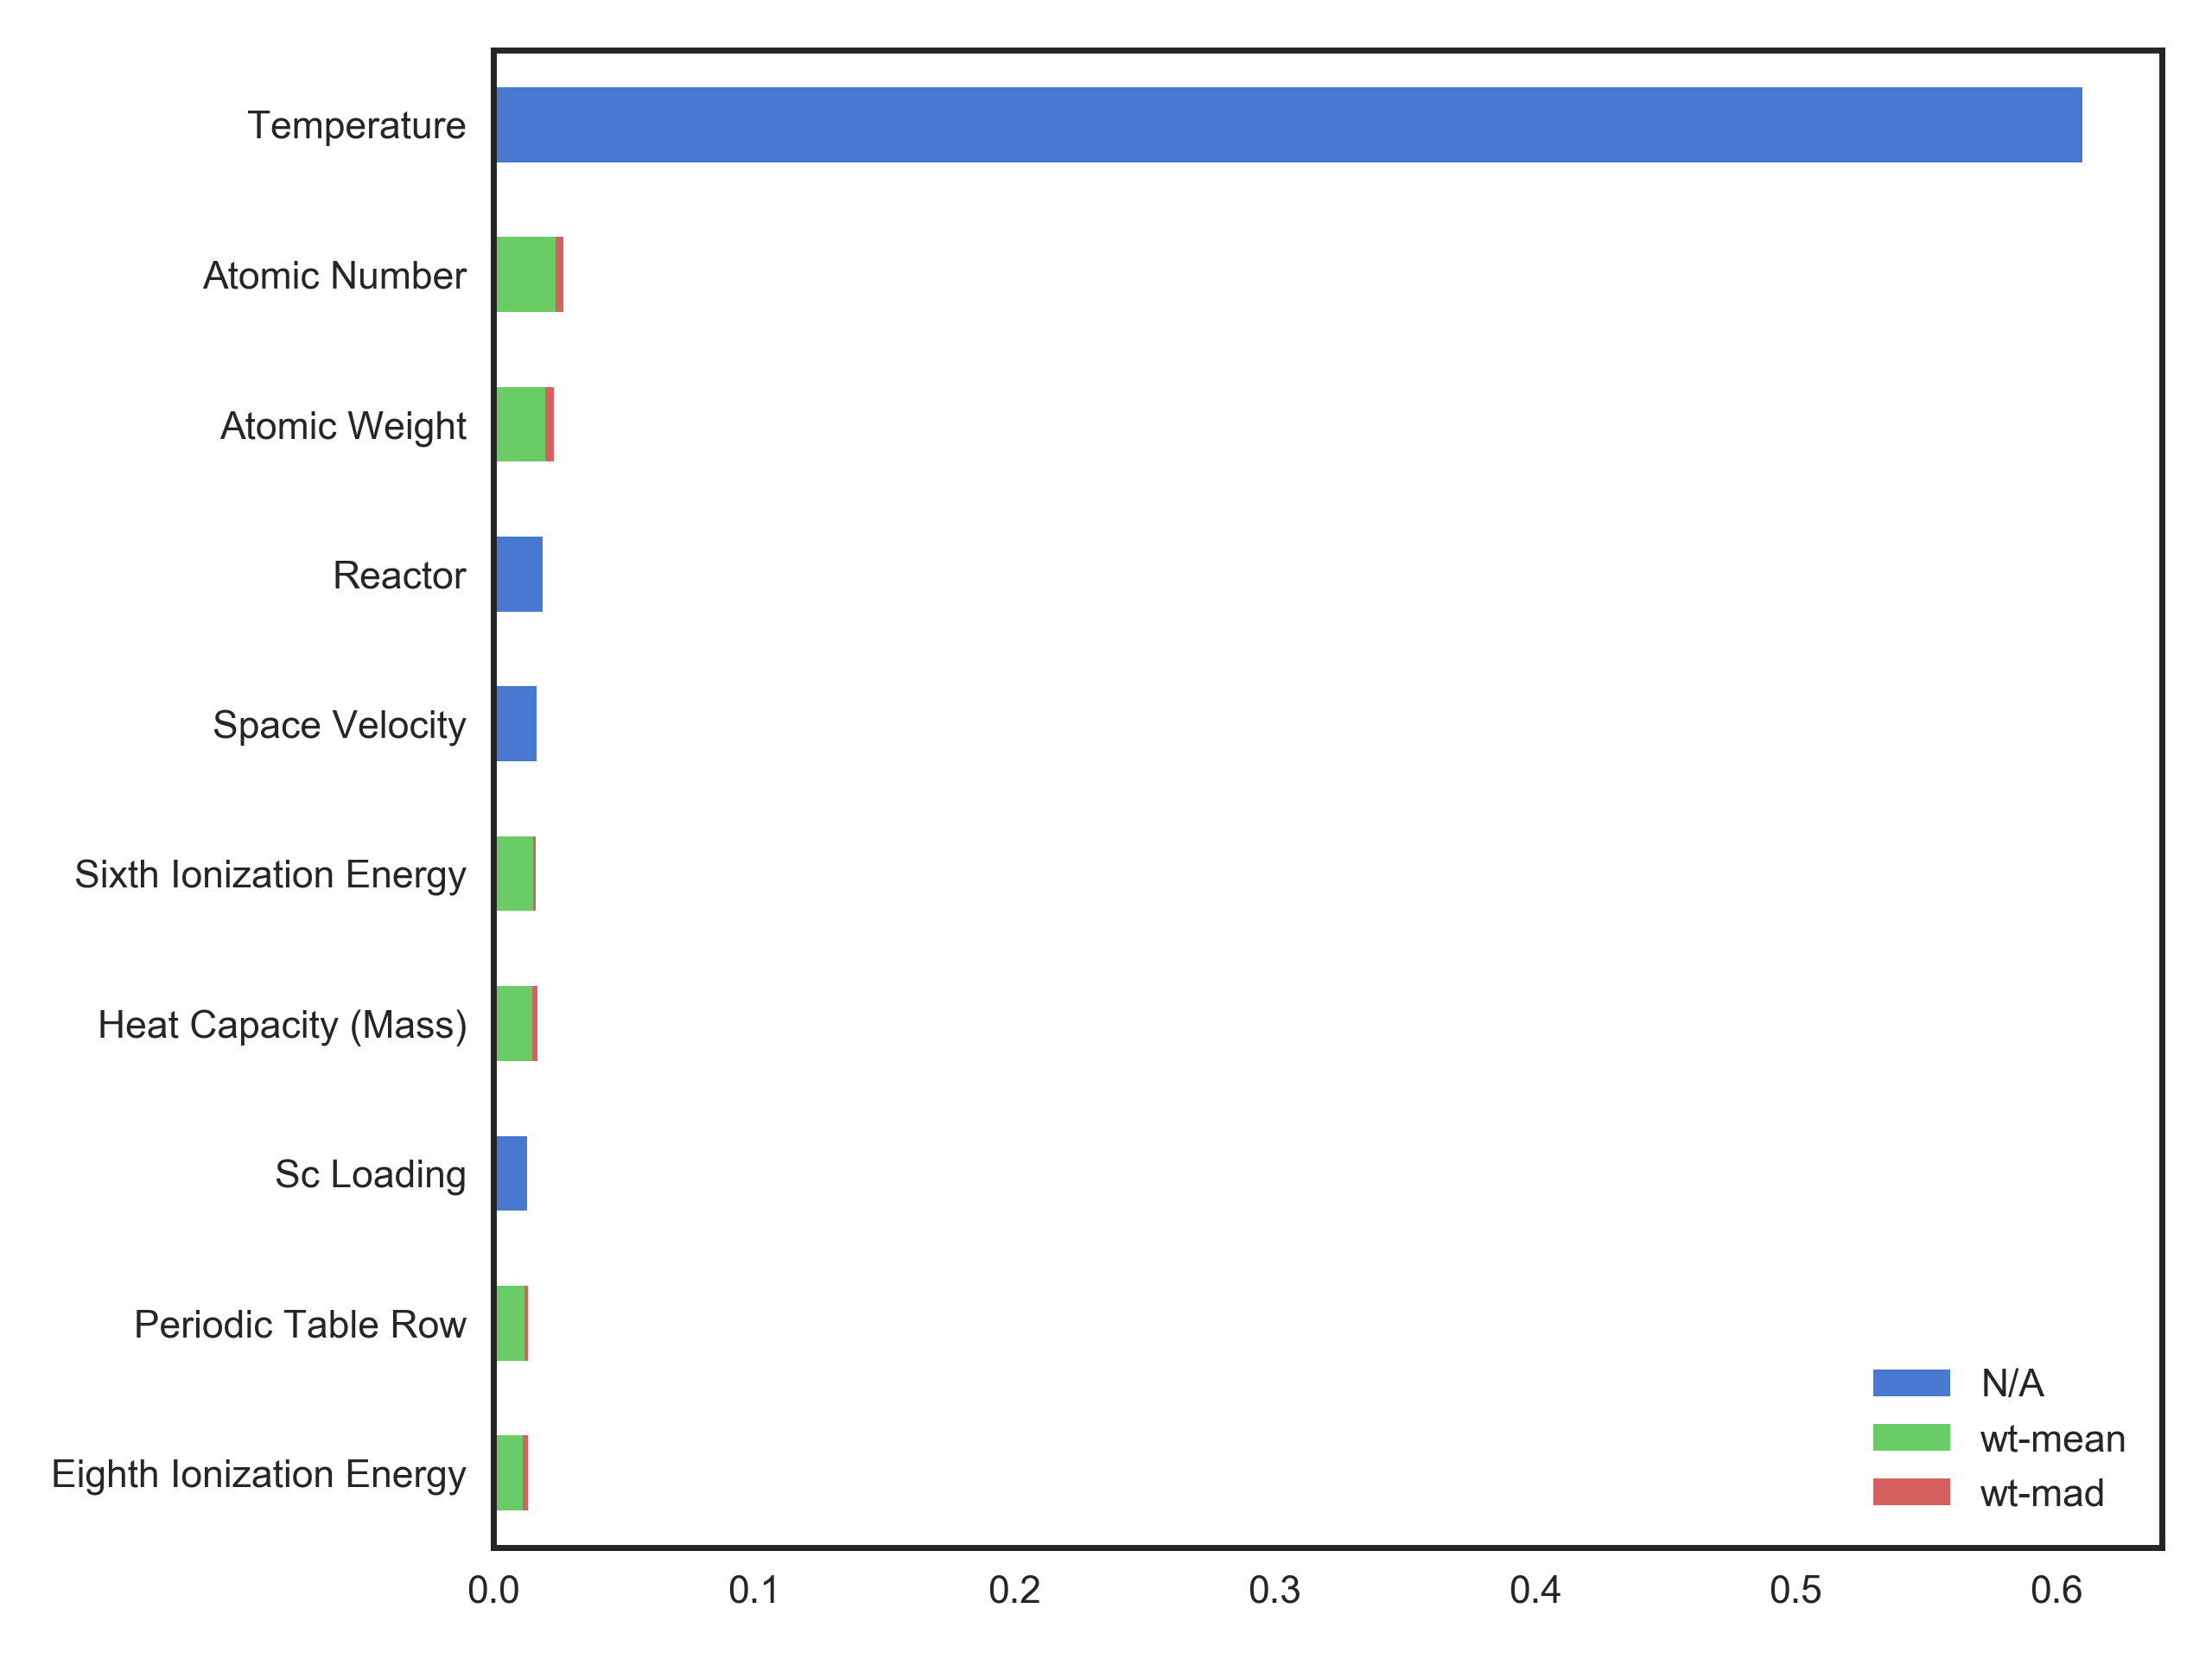 Temperature
Atomic Number
Atomic Weight
Reactor
Space Velocity
Sixth Ionization Energy
Heat Capacity (Mass)
Sc Loading
Periodic Table Row
Eighth Ionization Energy
N/A
wt-mean
wt-mad
0.0 0.1 0.2 0.3 0.4 0.5 0.6